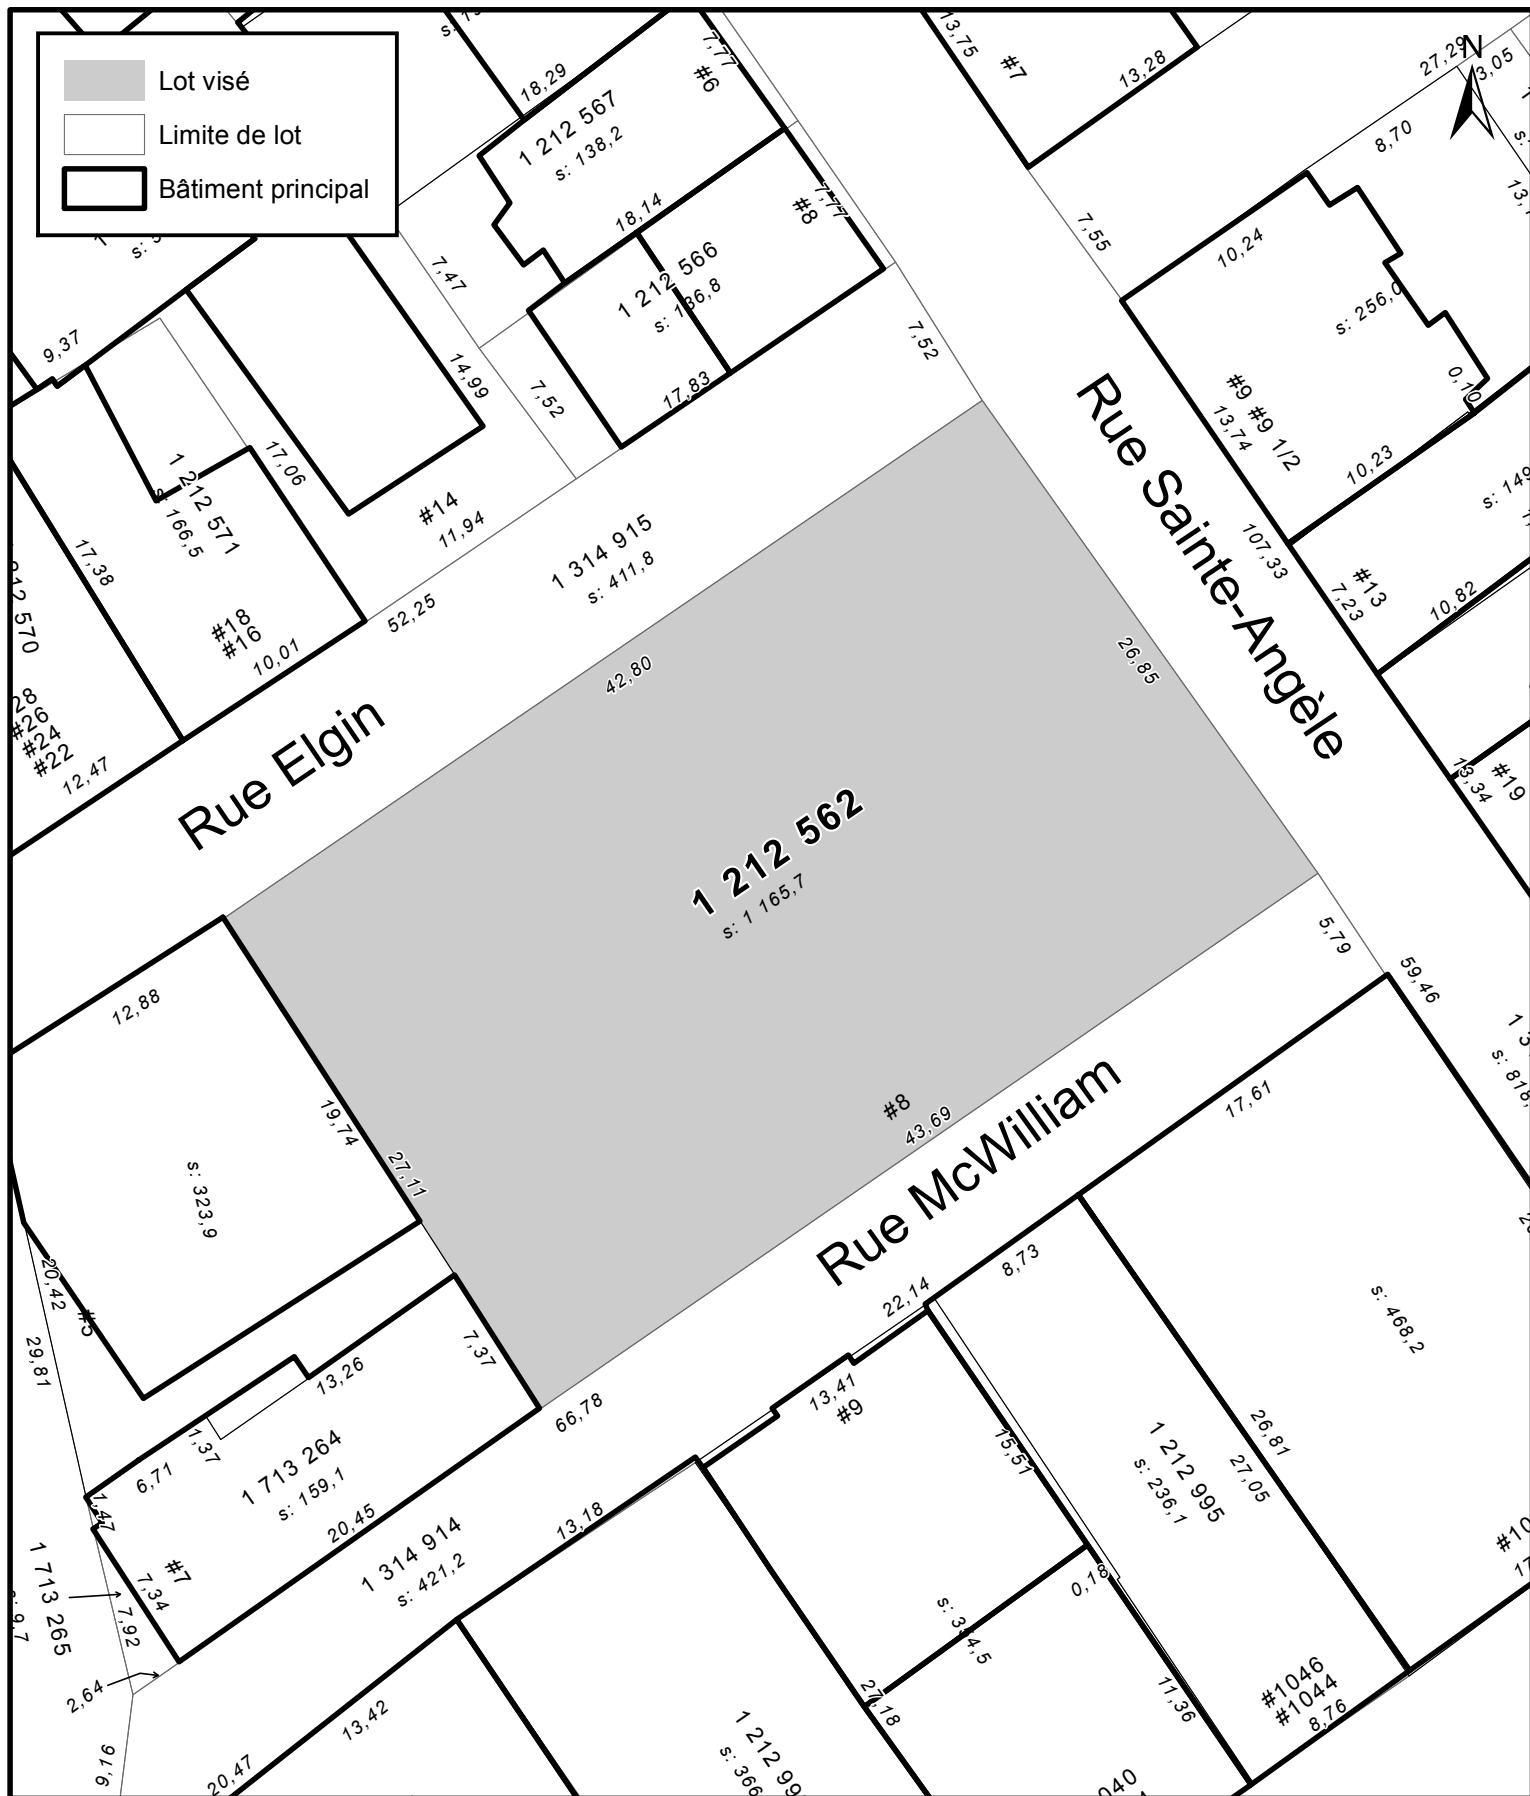 Lot visé
Limite de lot
Bâtiment principal
N
18,29
1 212 567
s: 138,2
7,77
#6
13,75
#7
13,28
27,29
3,05
8,70
18,14
7,77
#8
7,55
10,24
s: 256,0
7,47
1 212 566
s: 136,8
9,37
14,99
7,52
17,83
7,52
0,10
#9 #9 1/2
13,74
10,23
17,06
1 212 571
s: 166,5
#14
11,94
1 314 915
s: 411,8
17,38
107,33
#13
7,23
10,82
52,25
#18
#16
10,01
Rue Sainte-Angèle
26,85
42,80
#26
#24
#22
12,47
Rue Elgin
13,34
#19
1 212 562
s: 1 165,7
5,79
59,46
12,88
19,74
27,11
#8
43,69
Rue McWilliam
17,61
s: 323,9
20,42
#5
29,81
8,73
22,14
s: 468,2
7,37
13,26
66,78
13,41
#9
1,37
6,71
1 713 264
s: 159,1
20,45
1,47
15,51
1 212 995
s: 236,1
26,81
27,05
13,18
1 314 914
s: 421,2
#7
7,34
1 713 265
7,92
2,64
0,18
27,18
11,36
#1046
#1044
8,76
13,42
20,47
9,16